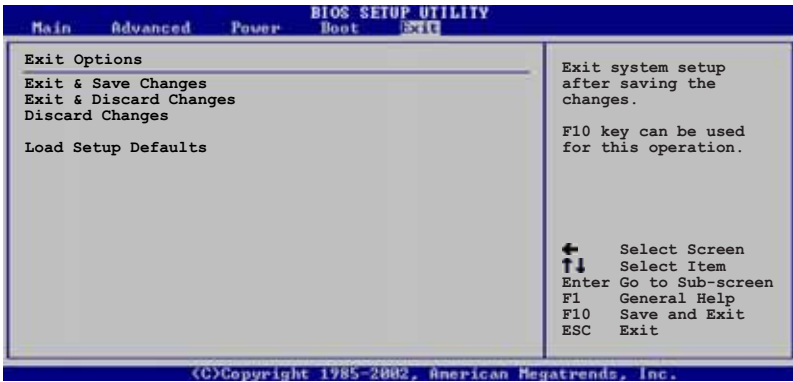 BIOS SETUP UTILITY
Main Advanced Power Boot Exit
Exit Options
Exit & Save Changes
Exit & Discard Changes
Discard Changes
Load Setup Defaults
Exit system setup
after saving the
changes.
F10 key can be used
for this operation.
← Select Screen
↑↓ Select Item
Enter Go to Sub-screen
F1 General Help
F10 Save and Exit
ESC Exit
(C)Copyright 1985-2002, American Megatrends, Inc.